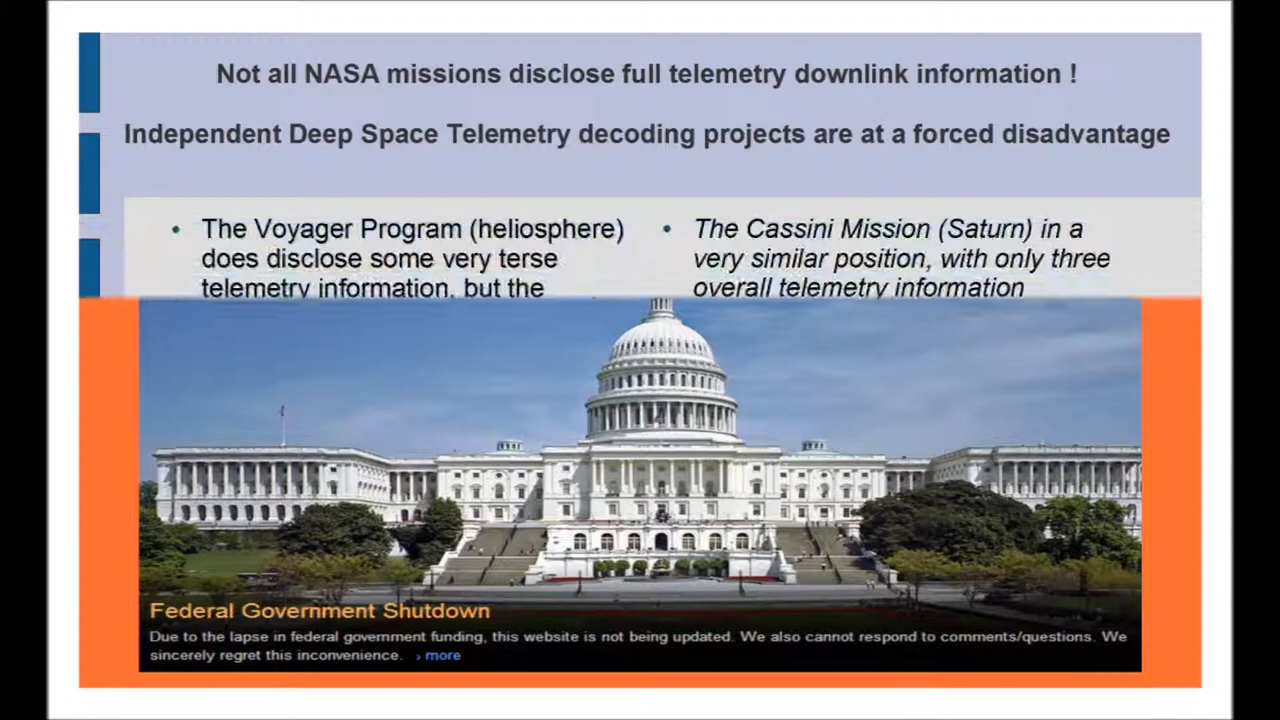 Not all NASA missions disclose full telemetry downlink information !
Independent Deep Space Telemetry decoding projects are at a forced disadvantage
• The Voyager Program (heliosphere)
does disclose some very terse
telemetry information, but the
• The Cassini Mission (Saturn) in a
very similar position, with only three
overall telemetry information
Federal Government Shutdown
Due to the lapse in federal government funding, this website is not being updated. We also cannot respond to comments/questions. We
sincerely regret this inconvenience. › more